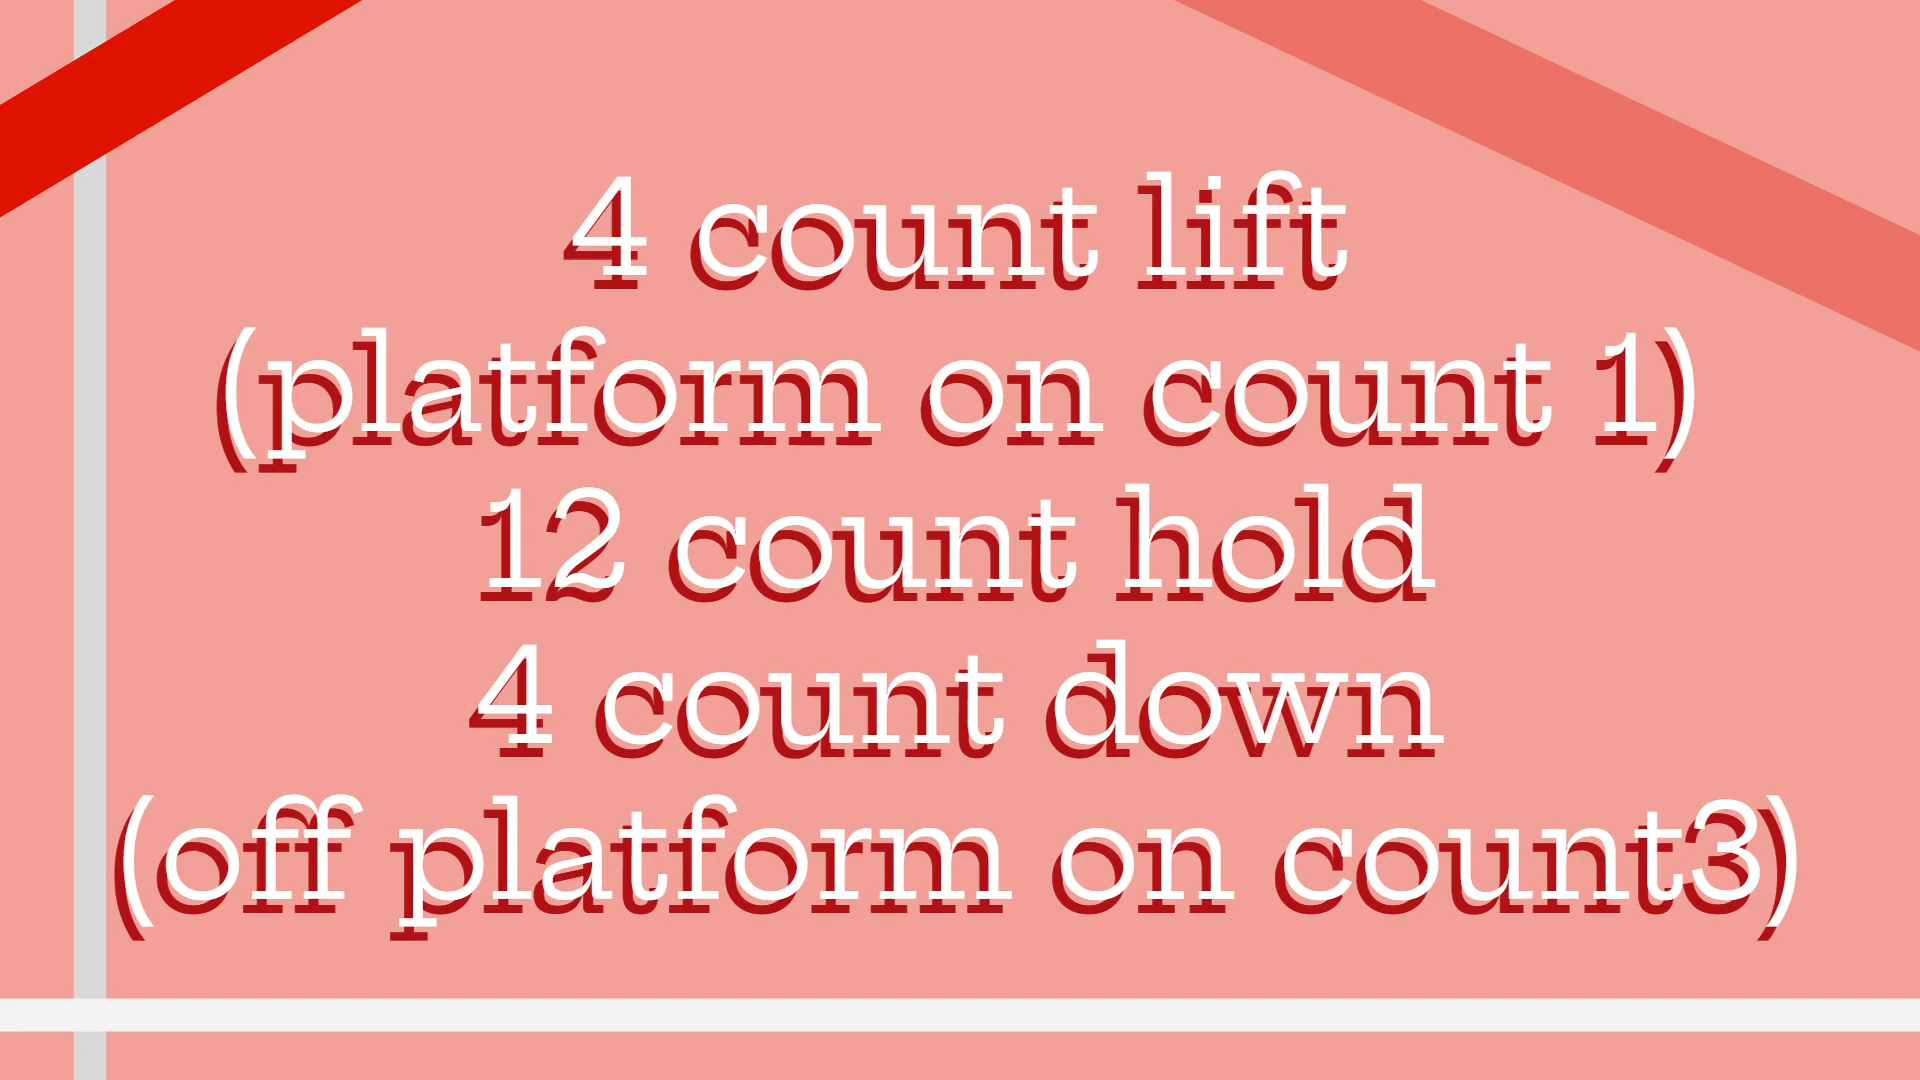 4 count lift
(platform on count 1)
12 count hold
4 count down
(off platform on count3)